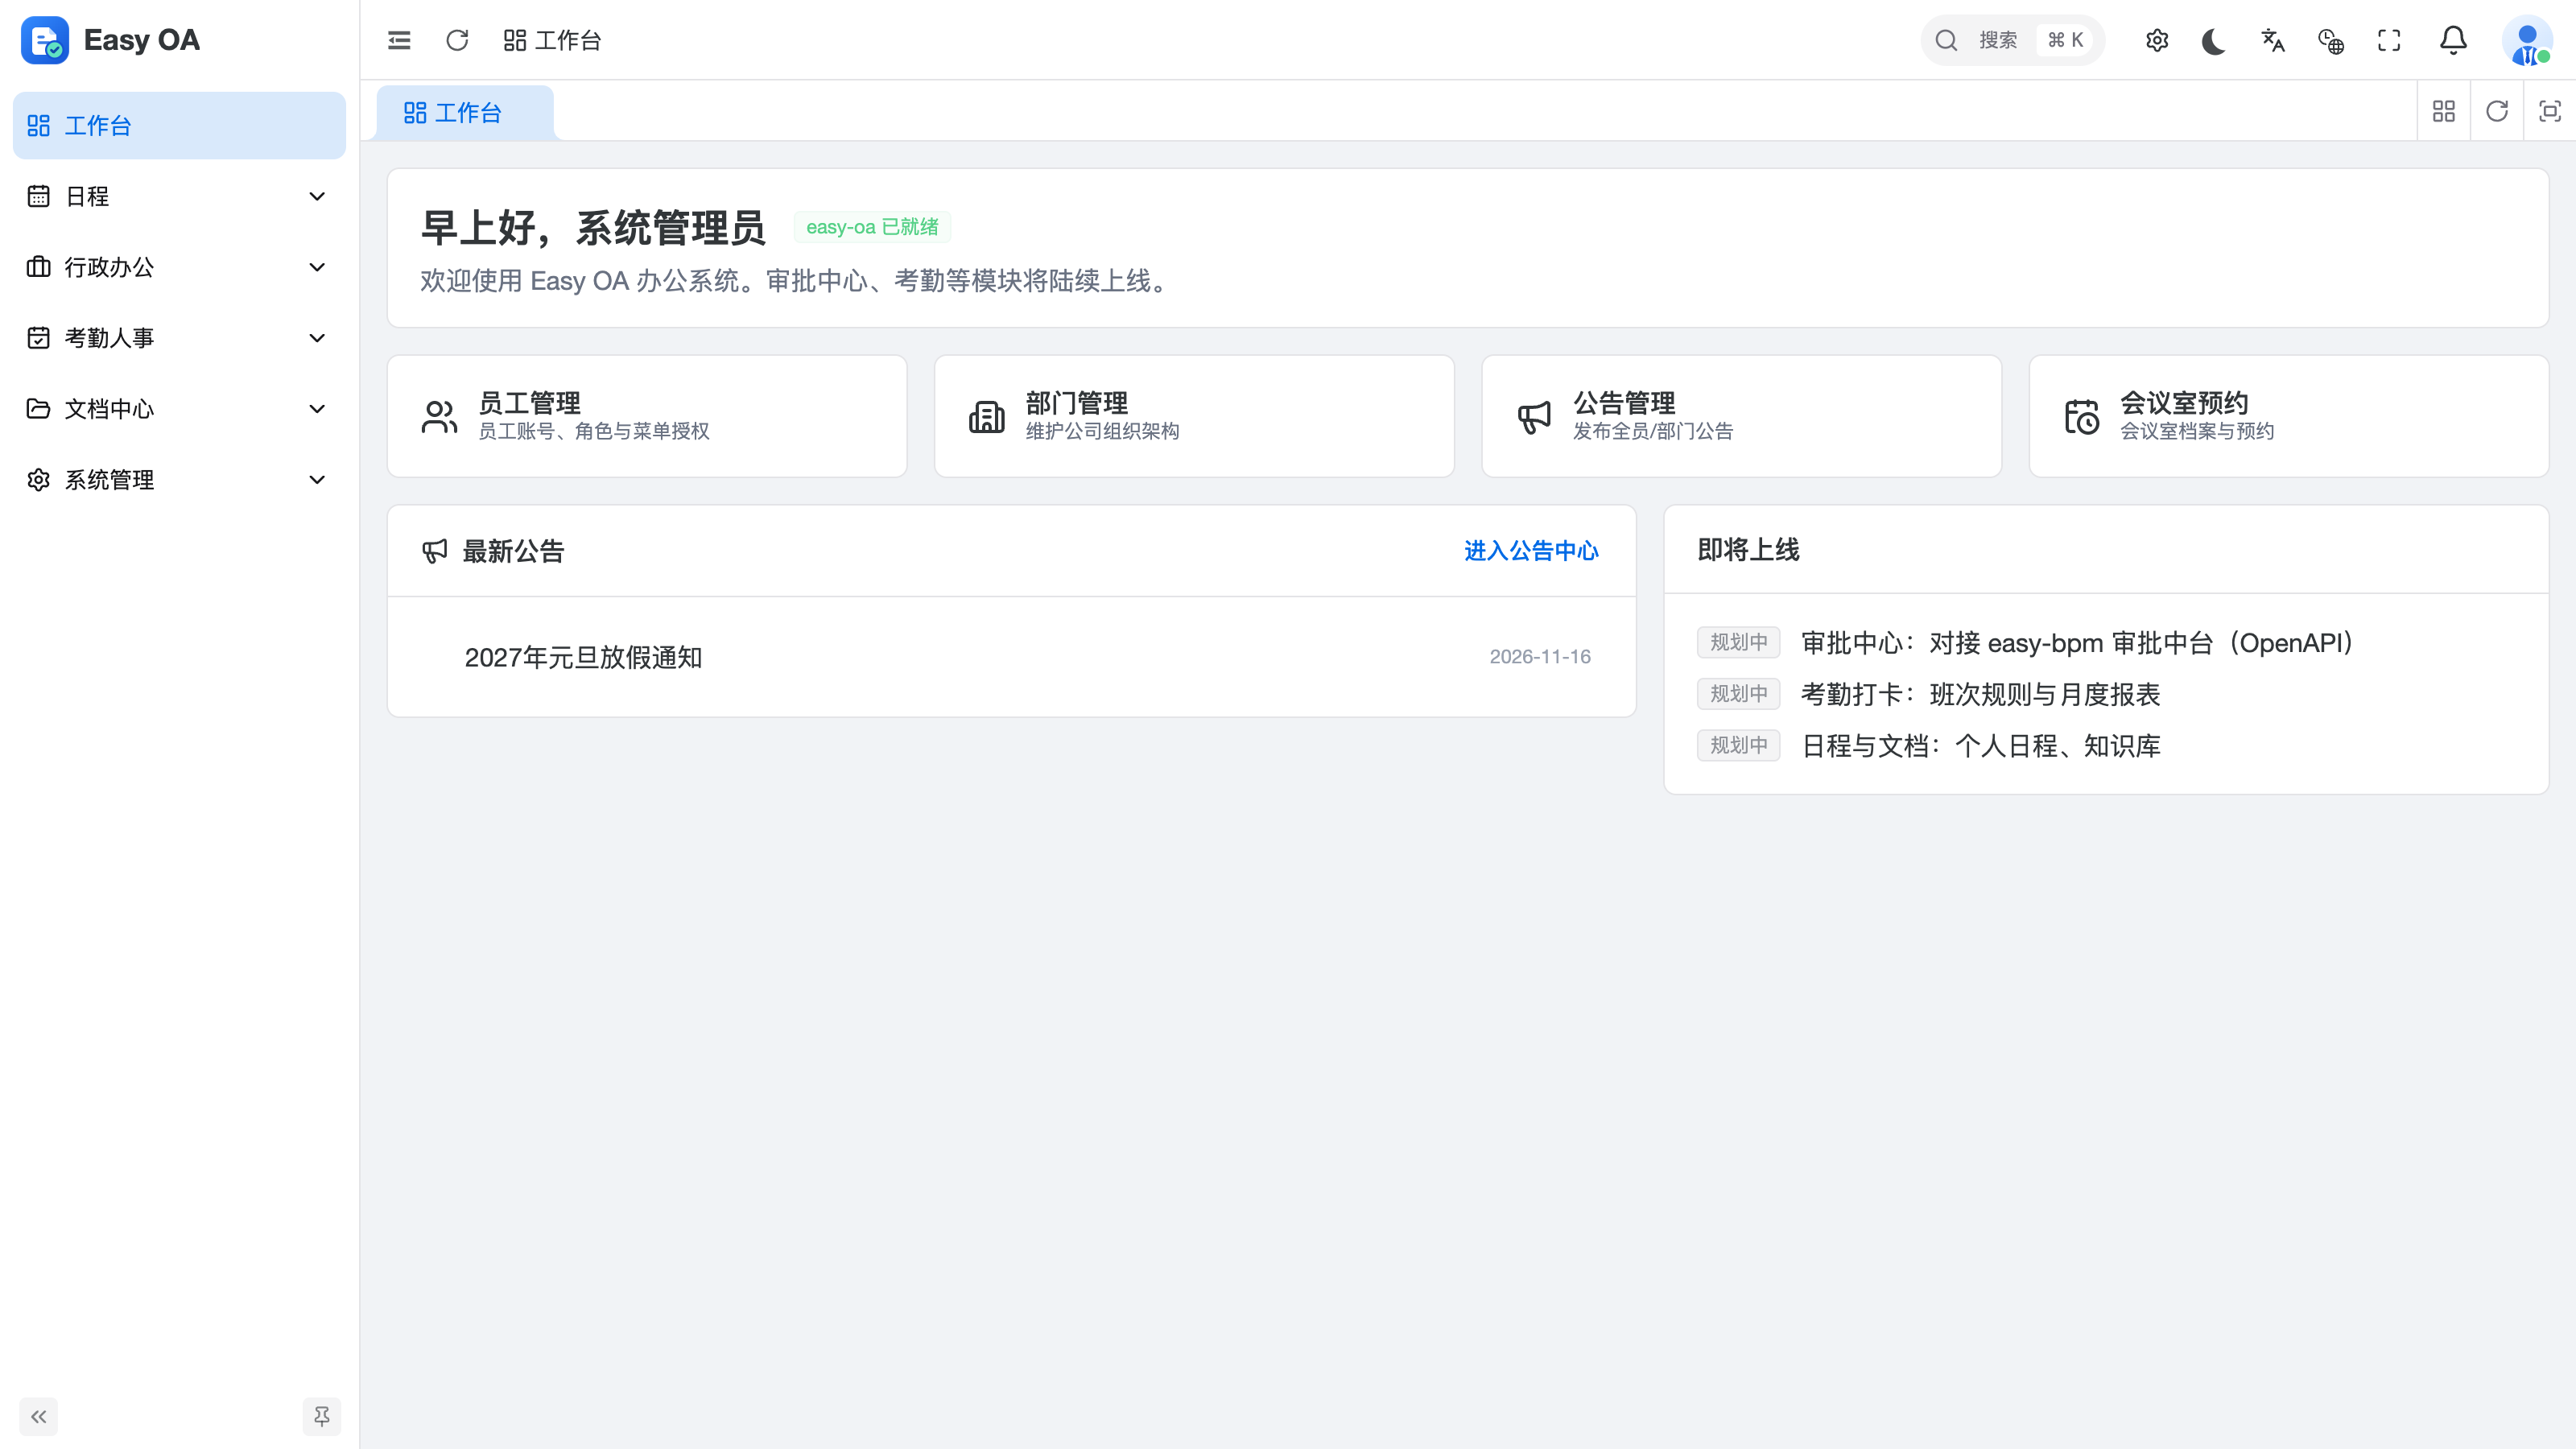 Easy OA
工作台
搜索 ⌘ K
工作台
日程
行政办公
考勤人事
文档中心
系统管理
工作台
早上好，系统管理员 easy-oa 已就绪
欢迎使用 Easy OA 办公系统。审批中心、考勤等模块将陆续上线。
员工管理
员工账号、角色与菜单授权
部门管理
维护公司组织架构
公告管理
发布全员/部门公告
会议室预约
会议室档案与预约
最新公告 进入公告中心
2027年元旦放假通知 2026-11-16
即将上线
规划中 审批中心：对接 easy-bpm 审批中台（OpenAPI）
规划中 考勤打卡：班次规则与月度报表
规划中 日程与文档：个人日程、知识库